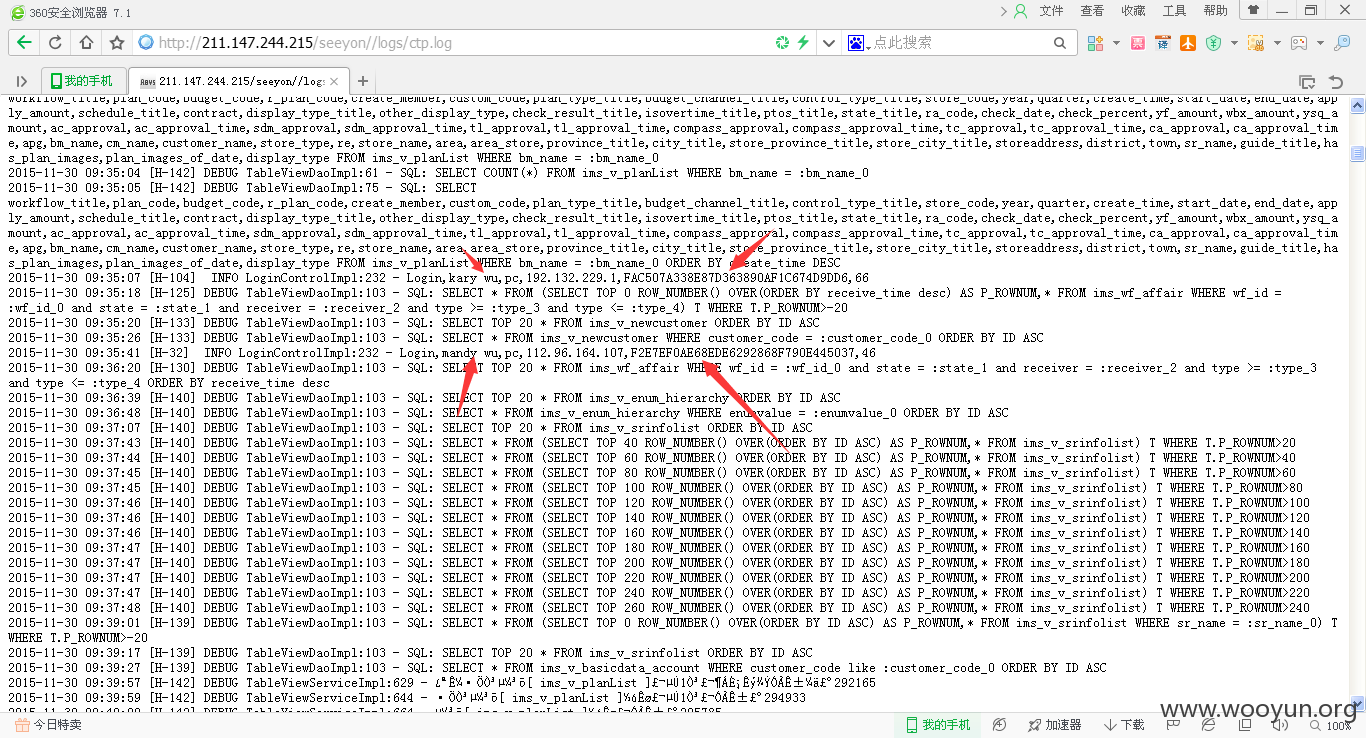 360安全浏览器 7.1
文件 查看 收藏 工具 帮助
http://211.147.244.215/seeyon//logs/ctp.log
点此搜索
我的手机
211.147.244.215/seeyon//log
workflow_title,plan_code,budget_code,r_plan_code,create_member,custom_code,plan_type_title,budget_channel_title,control_type_title,store_code,year,quarter,create_time,start_date,end_date,app
ly_amount,schedule_title,contract,display_type_title,other_display_type,check_result_title,isovertime_title,ptos_title,state_title,ra_code,check_date,check_percent,yf_amount,wbx_amount,ysq_a
mount,ac_approval,ac_approval_time,sdm_approval,sdm_approval_time,tl_approval,tl_approval_time,compass_approval,compass_approval_time,tc_approval,tc_approval_time,ca_approval,ca_approval_time
me,apg,bm_name,cm_name,customer_name,store_type,re,store_name,area,area_store,province_title,city_title,store_province_title,store_city_title,storeaddress,district,town,sr_name,guide_title,ha
s_plan_images,plan_images_of_date,display_type FROM ims_v_planList WHERE bm_name = :bm_name_0
2015-11-30 09:35:04 [H-142] DEBUG TableViewDaoImpl:61 - SQL: SELECT COUNT(*) FROM ims_v_planList WHERE bm_name = :bm_name_0
2015-11-30 09:35:05 [H-142] DEBUG TableViewDaoImpl:75 - SQL: SELECT
workflow_title,plan_code,budget_code,r_plan_code,create_member,custom_code,plan_type_title,budget_channel_title,control_type_title,store_code,year,quarter,create_time,start_date,end_date,app
ly_amount,schedule_title,contract,display_type_title,other_display_type,check_result_title,isovertime_title,ptos_title,state_title,ra_code,check_date,check_percent,yf_amount,wbx_amount,ysq_a
mount,ac_approval,ac_approval_time,sdm_approval,sdm_approval_time,tl_approval,tl_approval_time,compass_approval,compass_approval_time,tc_approval,tc_approval_time,ca_approval,ca_approval_ti
me,apg,bm_name,cm_name,customer_name,store_type,re,store_name,area,area_store,province_title,city_title,store_province_title,store_city_title,storeaddress,district,town,sr_name,guide_title,ha
s_plan_images,plan_images_of_date,display_type FROM ims_v_planList WHERE bm_name = :bm_name_0 ORDER BY create_time DESC
2015-11-30 09:35:07 [H-104] INFO LoginControlImpl:232 - Login,kary wu,pc,192.132.229.1,FAC507A338E87D363890AF1C674D9DD6,66
2015-11-30 09:35:18 [H-125] DEBUG TableViewDaoImpl:103 - SQL: SELECT * FROM (SELECT TOP 0 ROW_NUMBER() OVER(ORDER BY receive_time desc) AS P_ROWNUM,* FROM ims_wf_affair WHERE wf_id =
:wf_id_0 and state = :state_1 and receiver = :receiver_2 and type >= :type_3 and type <= :type_4) T WHERE T.P_ROWNUM>-20
2015-11-30 09:35:20 [H-133] DEBUG TableViewDaoImpl:103 - SQL: SELECT TOP 20 * FROM ims_v_newcustomer ORDER BY ID ASC
2015-11-30 09:35:26 [H-133] DEBUG TableViewDaoImpl:103 - SQL: SELECT * FROM ims_v_newcustomer WHERE customer_code = :customer_code_0 ORDER BY ID ASC
2015-11-30 09:35:41 [H-32] INFO LoginControlImpl:232 - Login,mandy wu,pc,112.96.164.107,F2E7EF0AE68EDE6292868F790E445037,46
2015-11-30 09:36:20 [H-130] DEBUG TableViewDaoImpl:103 - SQL: SELECT TOP 20 * FROM ims_wf_affair WHERE wf_id = :wf_id_0 and state = :state_1 and receiver = :receiver_2 and type >= :type_3
and type <= :type_4 ORDER BY receive_time desc
2015-11-30 09:36:39 [H-140] DEBUG TableViewDaoImpl:103 - SQL: SELECT TOP 20 * FROM ims_v_enum_hierarchy ORDER BY ID ASC
2015-11-30 09:36:48 [H-140] DEBUG TableViewDaoImpl:103 - SQL: SELECT * FROM ims_v_enum_hierarchy WHERE enumvalue = :enumvalue_0 ORDER BY ID ASC
2015-11-30 09:37:07 [H-140] DEBUG TableViewDaoImpl:103 - SQL: SELECT TOP 20 * FROM ims_v_srinfolist ORDER BY ID ASC
2015-11-30 09:37:43 [H-140] DEBUG TableViewDaoImpl:103 - SQL: SELECT * FROM (SELECT TOP 40 ROW_NUMBER() OVER(ORDER BY ID ASC) AS P_ROWNUM,* FROM ims_v_srinfolist) T WHERE T.P_ROWNUM>20
2015-11-30 09:37:44 [H-140] DEBUG TableViewDaoImpl:103 - SQL: SELECT * FROM (SELECT TOP 60 ROW_NUMBER() OVER(ORDER BY ID ASC) AS P_ROWNUM,* FROM ims_v_srinfolist) T WHERE T.P_ROWNUM>40
2015-11-30 09:37:45 [H-140] DEBUG TableViewDaoImpl:103 - SQL: SELECT * FROM (SELECT TOP 80 ROW_NUMBER() OVER(ORDER BY ID ASC) AS P_ROWNUM,* FROM ims_v_srinfolist) T WHERE T.P_ROWNUM>60
2015-11-30 09:37:45 [H-140] DEBUG TableViewDaoImpl:103 - SQL: SELECT * FROM (SELECT TOP 100 ROW_NUMBER() OVER(ORDER BY ID ASC) AS P_ROWNUM,* FROM ims_v_srinfolist) T WHERE T.P_ROWNUM>80
2015-11-30 09:37:46 [H-140] DEBUG TableViewDaoImpl:103 - SQL: SELECT * FROM (SELECT TOP 120 ROW_NUMBER() OVER(ORDER BY ID ASC) AS P_ROWNUM,* FROM ims_v_srinfolist) T WHERE T.P_ROWNUM>100
2015-11-30 09:37:46 [H-140] DEBUG TableViewDaoImpl:103 - SQL: SELECT * FROM (SELECT TOP 140 ROW_NUMBER() OVER(ORDER BY ID ASC) AS P_ROWNUM,* FROM ims_v_srinfolist) T WHERE T.P_ROWNUM>120
2015-11-30 09:37:46 [H-140] DEBUG TableViewDaoImpl:103 - SQL: SELECT * FROM (SELECT TOP 160 ROW_NUMBER() OVER(ORDER BY ID ASC) AS P_ROWNUM,* FROM ims_v_srinfolist) T WHERE T.P_ROWNUM>140
2015-11-30 09:37:47 [H-140] DEBUG TableViewDaoImpl:103 - SQL: SELECT * FROM (SELECT TOP 180 ROW_NUMBER() OVER(ORDER BY ID ASC) AS P_ROWNUM,* FROM ims_v_srinfolist) T WHERE T.P_ROWNUM>160
2015-11-30 09:37:47 [H-140] DEBUG TableViewDaoImpl:103 - SQL: SELECT * FROM (SELECT TOP 200 ROW_NUMBER() OVER(ORDER BY ID ASC) AS P_ROWNUM,* FROM ims_v_srinfolist) T WHERE T.P_ROWNUM>180
2015-11-30 09:37:47 [H-140] DEBUG TableViewDaoImpl:103 - SQL: SELECT * FROM (SELECT TOP 220 ROW_NUMBER() OVER(ORDER BY ID ASC) AS P_ROWNUM,* FROM ims_v_srinfolist) T WHERE T.P_ROWNUM>200
2015-11-30 09:37:47 [H-140] DEBUG TableViewDaoImpl:103 - SQL: SELECT * FROM (SELECT TOP 240 ROW_NUMBER() OVER(ORDER BY ID ASC) AS P_ROWNUM,* FROM ims_v_srinfolist) T WHERE T.P_ROWNUM>220
2015-11-30 09:37:48 [H-140] DEBUG TableViewDaoImpl:103 - SQL: SELECT * FROM (SELECT TOP 260 ROW_NUMBER() OVER(ORDER BY ID ASC) AS P_ROWNUM,* FROM ims_v_srinfolist) T WHERE T.P_ROWNUM>240
2015-11-30 09:39:01 [H-139] DEBUG TableViewDaoImpl:103 - SQL: SELECT * FROM (SELECT TOP 0 ROW_NUMBER() OVER(ORDER BY ID ASC) AS P_ROWNUM,* FROM ims_v_srinfolist WHERE sr_name = :sr_name_0) T
WHERE T.P_ROWNUM>-20
2015-11-30 09:39:17 [H-139] DEBUG TableViewDaoImpl:103 - SQL: SELECT TOP 20 * FROM ims_v_srinfolist ORDER BY ID ASC
2015-11-30 09:39:27 [H-139] DEBUG TableViewDaoImpl:103 - SQL: SELECT * FROM ims_v_basicdata_account WHERE customer_code like :customer_code_0 ORDER BY ID ASC
2015-11-30 09:39:57 [H-142] DEBUG TableViewServiceImpl:629 - [ ims_v_planList ] 292165
2015-11-30 09:39:59 [H-142] DEBUG TableViewServiceImpl:644 - [ ims_v_planList ] 294933
www.wooyun.org
今日特卖
我的手机
加速器
下载
100%